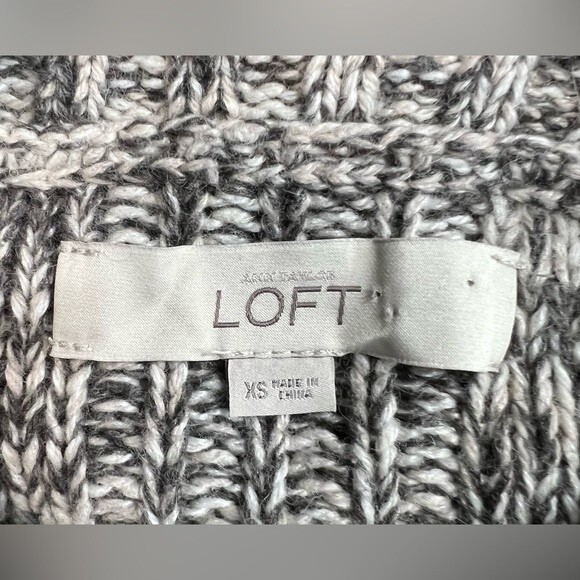 ANN TAYLOR
LOFT
XS MADE IN
CHINA